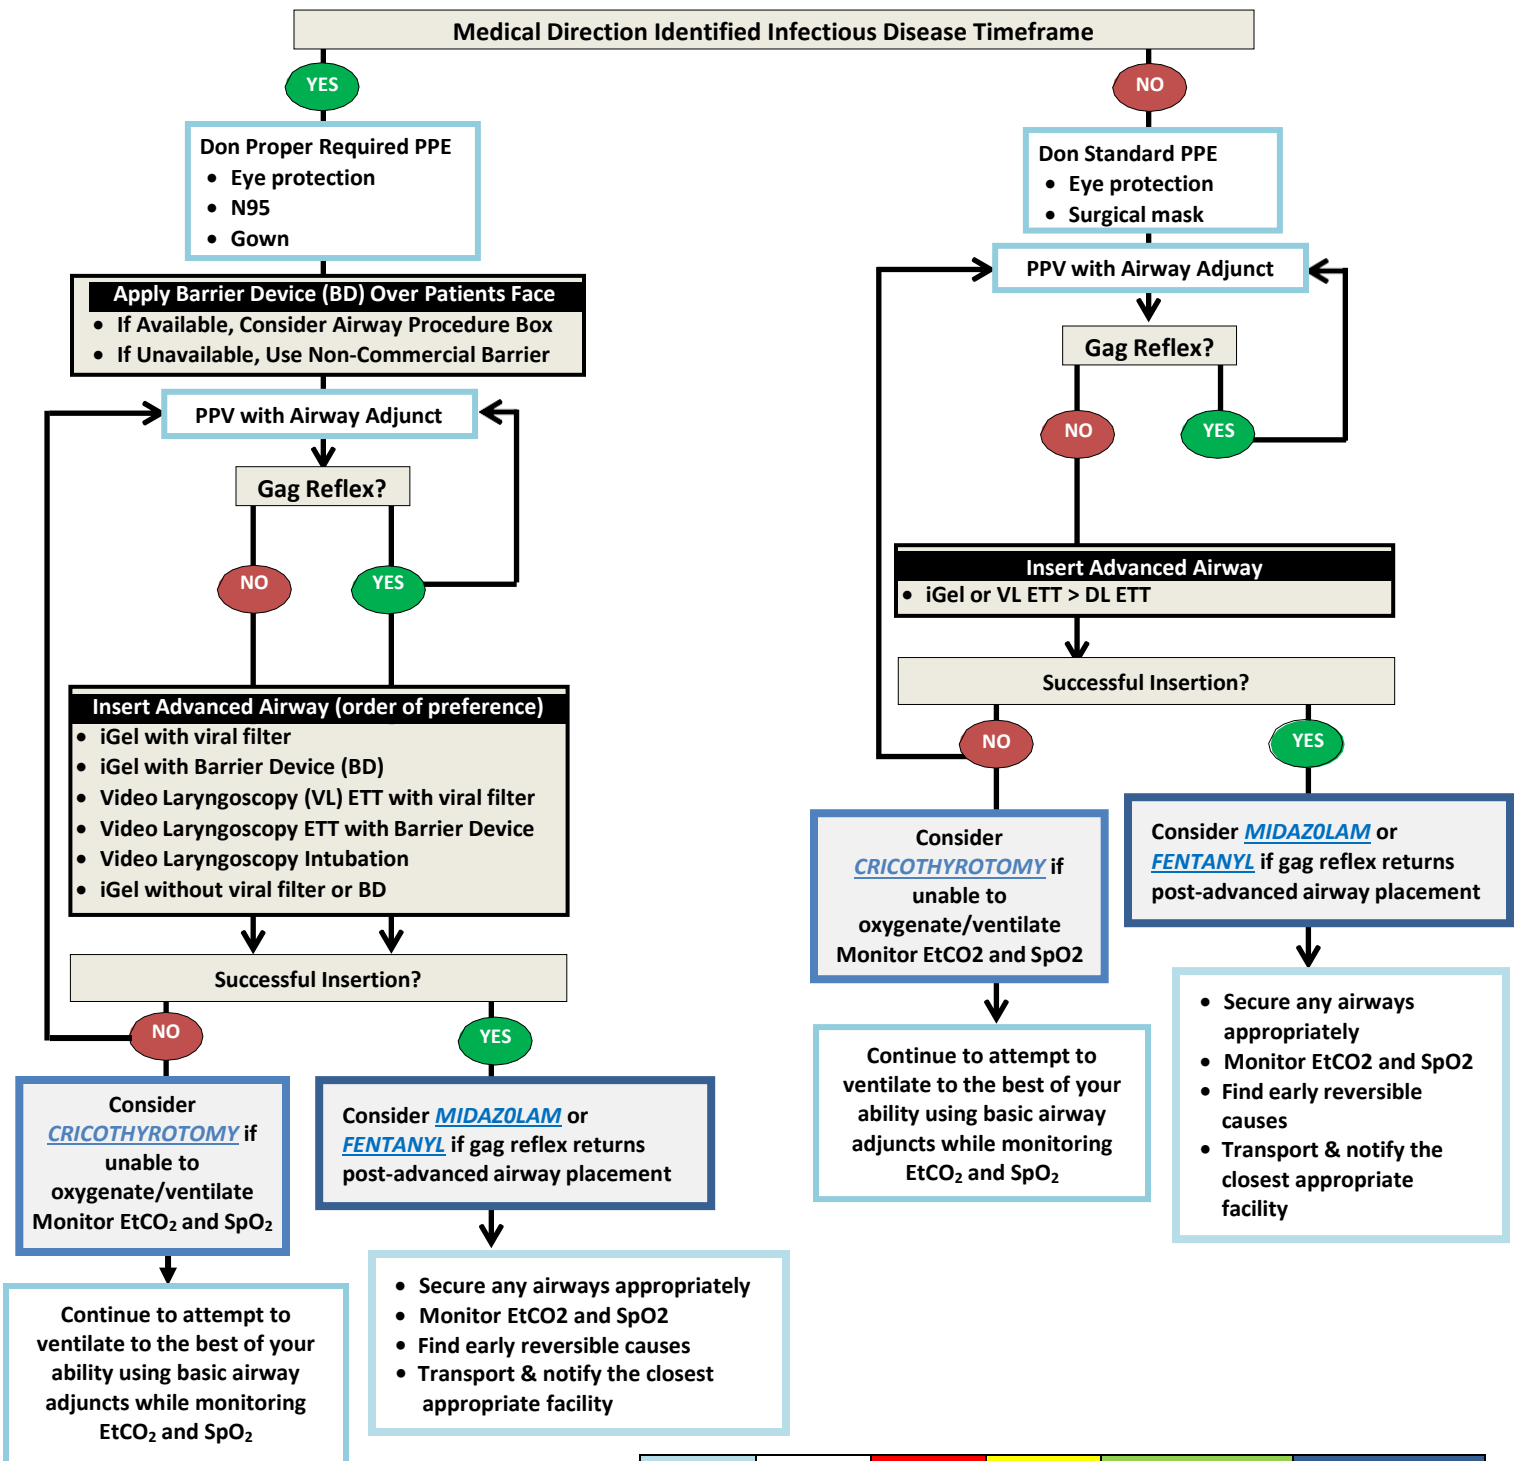 Medical Direction Identified Infectious Disease Timeframe
YES
Don Proper Required PPE
• Eye protection
• N95
• Gown
Apply Barrier Device (BD) Over Patients Face
• If Available, Consider Airway Procedure Box
• If Unavailable, Use Non-Commercial Barrier
PPV with Airway Adjunct
Gag Reflex?
NO
YES
Insert Advanced Airway (order of preference)
• iGel with viral filter
• iGel with Barrier Device (BD)
• Video Laryngoscopy (VL) ETT with viral filter
• Video Laryngoscopy ETT with Barrier Device
• Video Laryngoscopy Intubation
• iGel without viral filter or BD
Successful Insertion?
NO
YES
Consider
CRICOTHYROTOMY if
unable to
oxygenate/ventilate
Monitor EtCO₂ and SpO₂
Continue to attempt to
ventilate to the best of your
ability using basic airway
adjuncts while monitoring
EtCO₂ and SpO₂
Consider MIDAZ0LAM or
FENTANYL if gag reflex returns
post-advanced airway placement
• Secure any airways appropriately
• Monitor EtCO2 and SpO2
• Find early reversible causes
• Transport & notify the closest
appropriate facility
NO
Don Standard PPE
• Eye protection
• Surgical mask
PPV with Airway Adjunct
Gag Reflex?
NO
YES
Insert Advanced Airway
• iGel or VL ETT > DL ETT
Successful Insertion?
NO
YES
Consider
CRICOTHYROTOMY if
unable to
oxygenate/ventilate
Monitor EtCO2 and SpO2
Continue to attempt to
ventilate to the best of your
ability using basic airway
adjuncts while monitoring
EtCO₂ and SpO₂
Consider MIDAZ0LAM or
FENTANYL if gag reflex returns
post-advanced airway placement
• Secure any airways
appropriately
• Monitor EtCO2 and SpO2
• Find early reversible
causes
• Transport & notify the
closest appropriate
facility